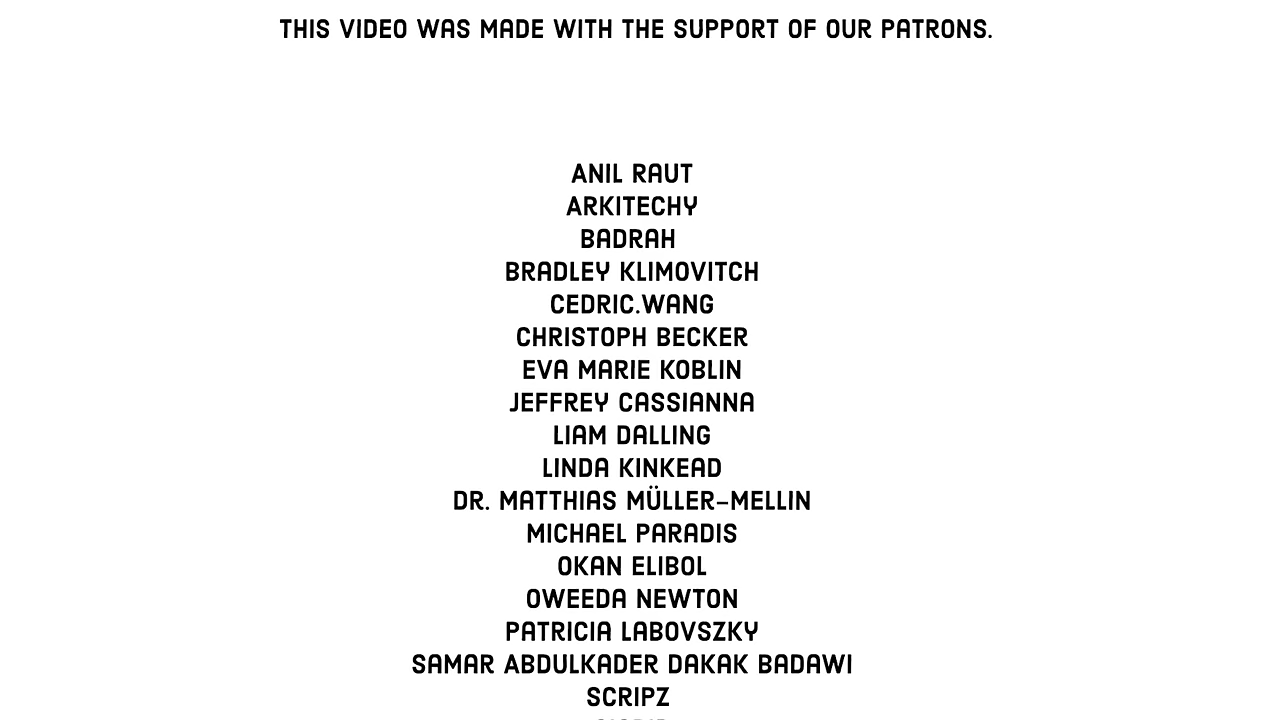 THIS VIDEO WAS MADE WITH THE SUPPORT OF OUR PATRONS.
ANIL RAUT
ARKITECHY
BADRAH
BRADLEY KLIMOVITCH
CEDRIC.WANG
CHRISTOPH BECKER
EVA MARIE KOBLIN
JEFFREY CASSIANNA
LIAM DALLING
LINDA KINKEAD
DR. MATTHIAS MÜLLER-MELLIN
MICHAEL PARADIS
OKAN ELIBOL
OWEEDA NEWTON
PATRICIA LABOVSZKY
SAMAR ABDULKADER DAKAK BADAWI
SCRIPZ